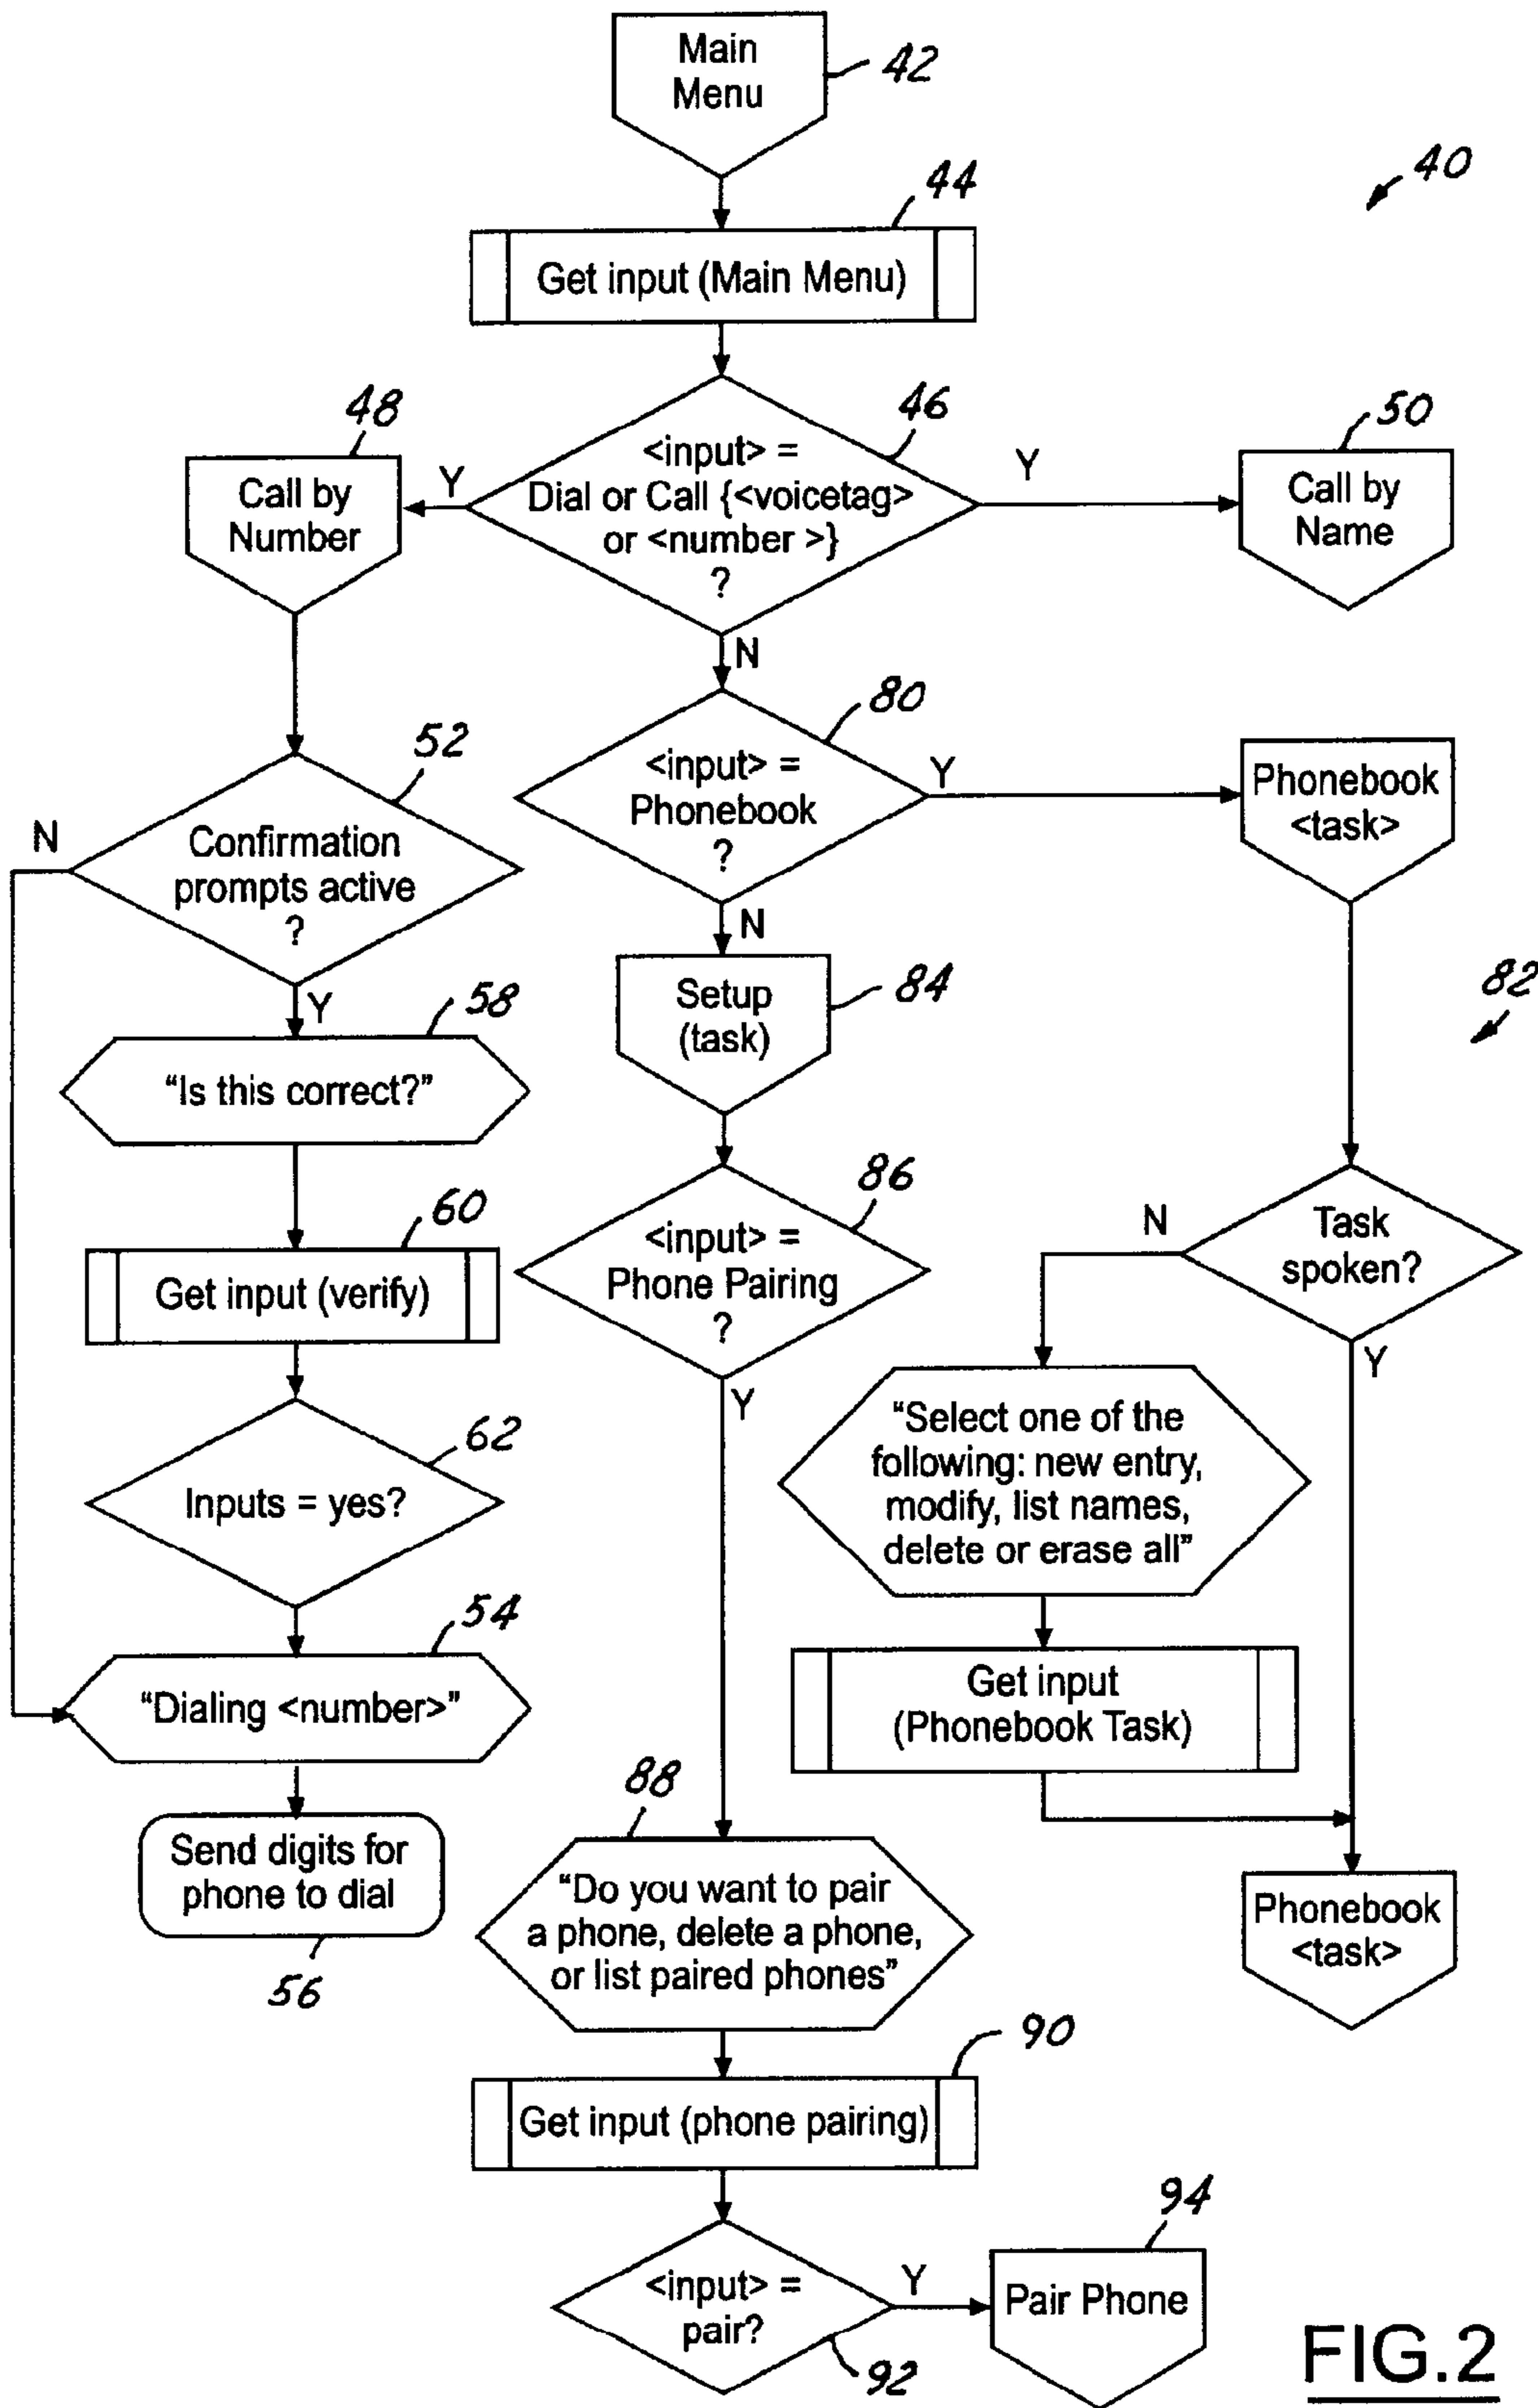 Main
Menu
42
40
44
Get input (Main Menu)
48
46
50
<input> =
Dial or Call {<voicetag>
or <number >}
?
Y
Y
Call by
Number
Call by
Name
N
80
52
<input> =
Phonebook
?
Y
Phonebook
<task>
N
Confirmation
prompts active
?
N
Y
58
Setup
(task)
84
82
"Is this correct?"
86
60
<input> =
Phone Pairing
?
N
Task
spoken?
Get input (verify)
Y
Y
62
Inputs = yes?
"Select one of the
following: new entry,
modify, list names,
delete or erase all"
54
"Dialing <number>"
Get input
(Phonebook Task)
88
Send digits for
phone to dial
56
"Do you want to pair
a phone, delete a phone,
or list paired phones"
Phonebook
<task>
90
Get input (phone pairing)
94
<input> =
pair?
Y
Pair Phone
92
FIG.2